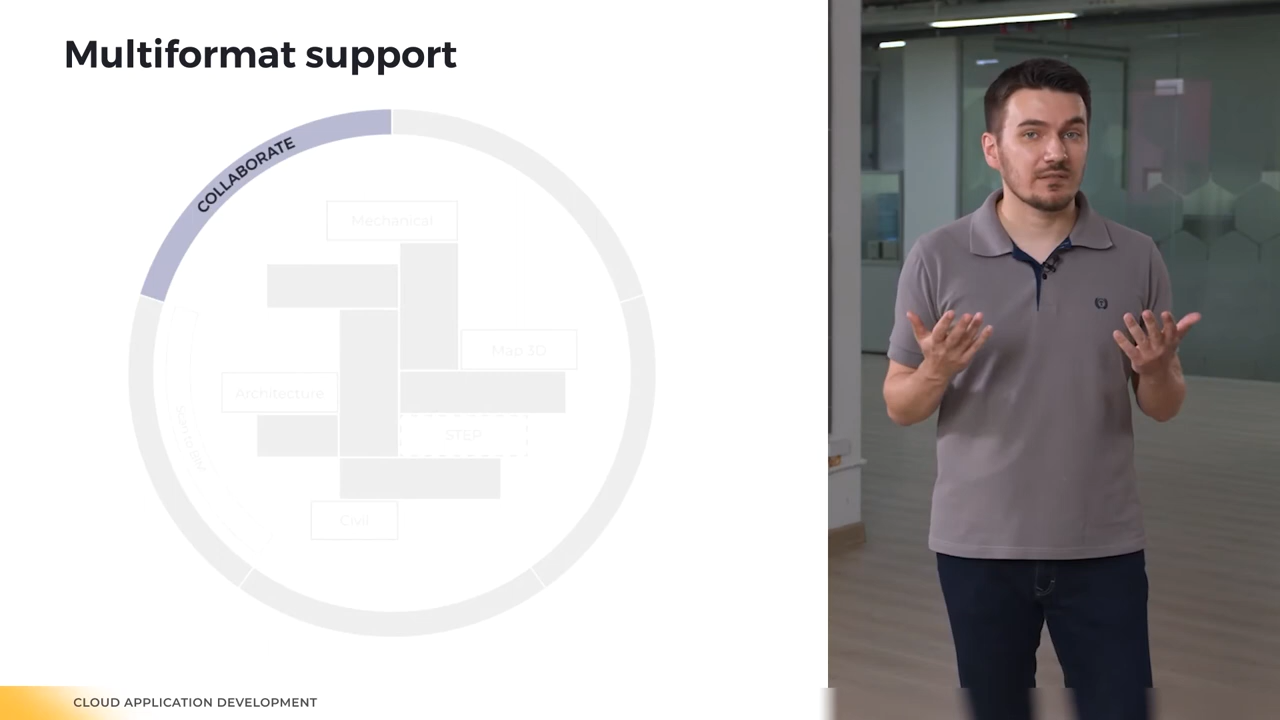 Multiformat support
COLLABORATE
Mechanical
Map 3D
Architecture
STEP
Civil
CLOUD APPLICATION DEVELOPMENT